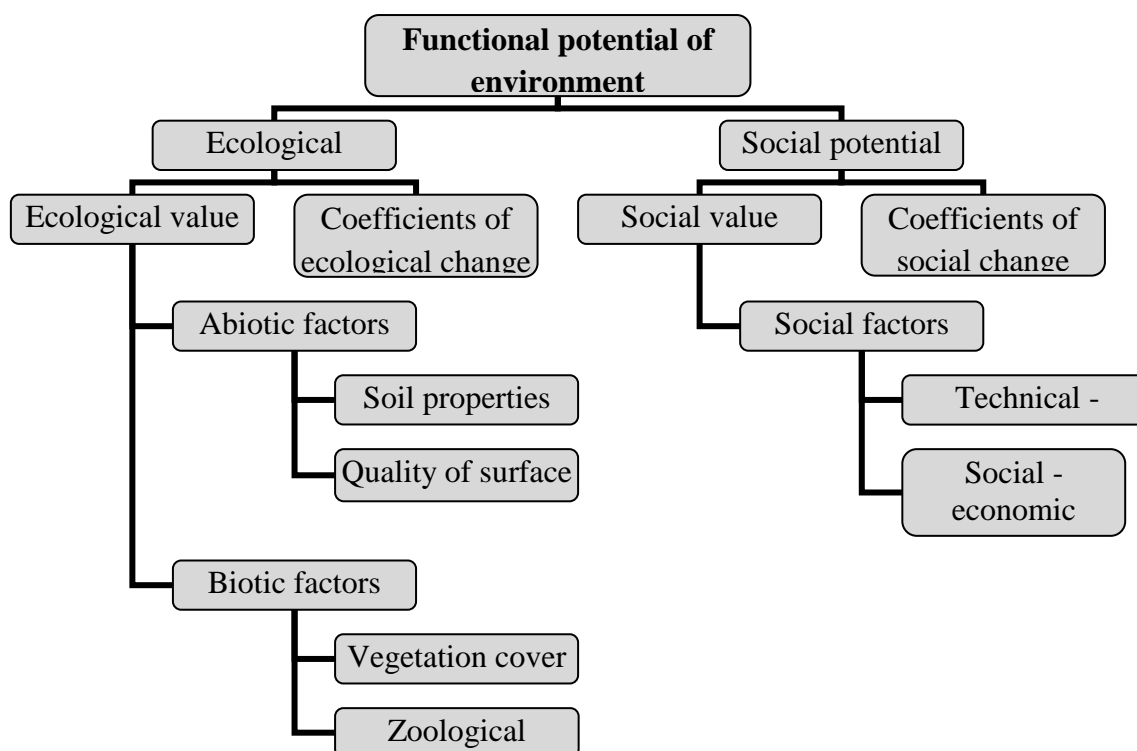 Functional potential of
environment
Ecological
Social potential
Ecological value
Coefficients of
ecological change
Social value
Coefficients of
social change
Abiotic factors
Social factors
Soil properties
Technical -
Quality of surface
Social -
economic
Biotic factors
Vegetation cover
Zoological